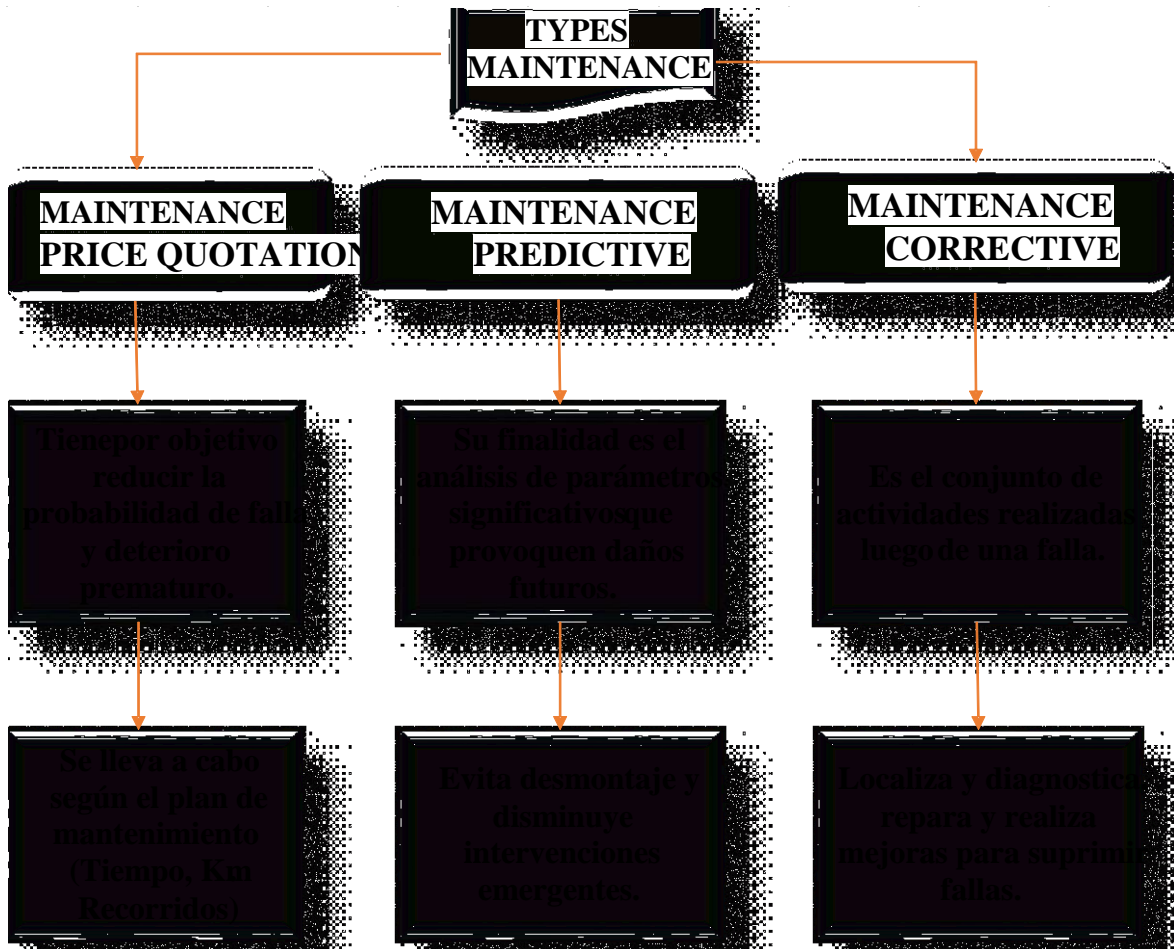 TYPES
MAINTENANCE
MAINTENANCE
PRICE QUOTATION
MAINTENANCE
PREDICTIVE
MAINTENANCE
CORRECTIVE
Tienepor objetivo
reducir la
probabilidad de falla
y deterioro
prematuro.
Su finalidad es el
análisis de parámetros
significativosque
provoquen daños
futuros.
Es el conjunto de
actividades realizadas
luego de una falla.
Se lleva a cabo
según el plan de
mantenimiento
(Tiempo, Km
Recorridos)
Evita desmontaje y
disminuye
intervenciones
emergentes.
Localiza y diagnostica
repara y realiza
mejoras para suprimir
fallas.